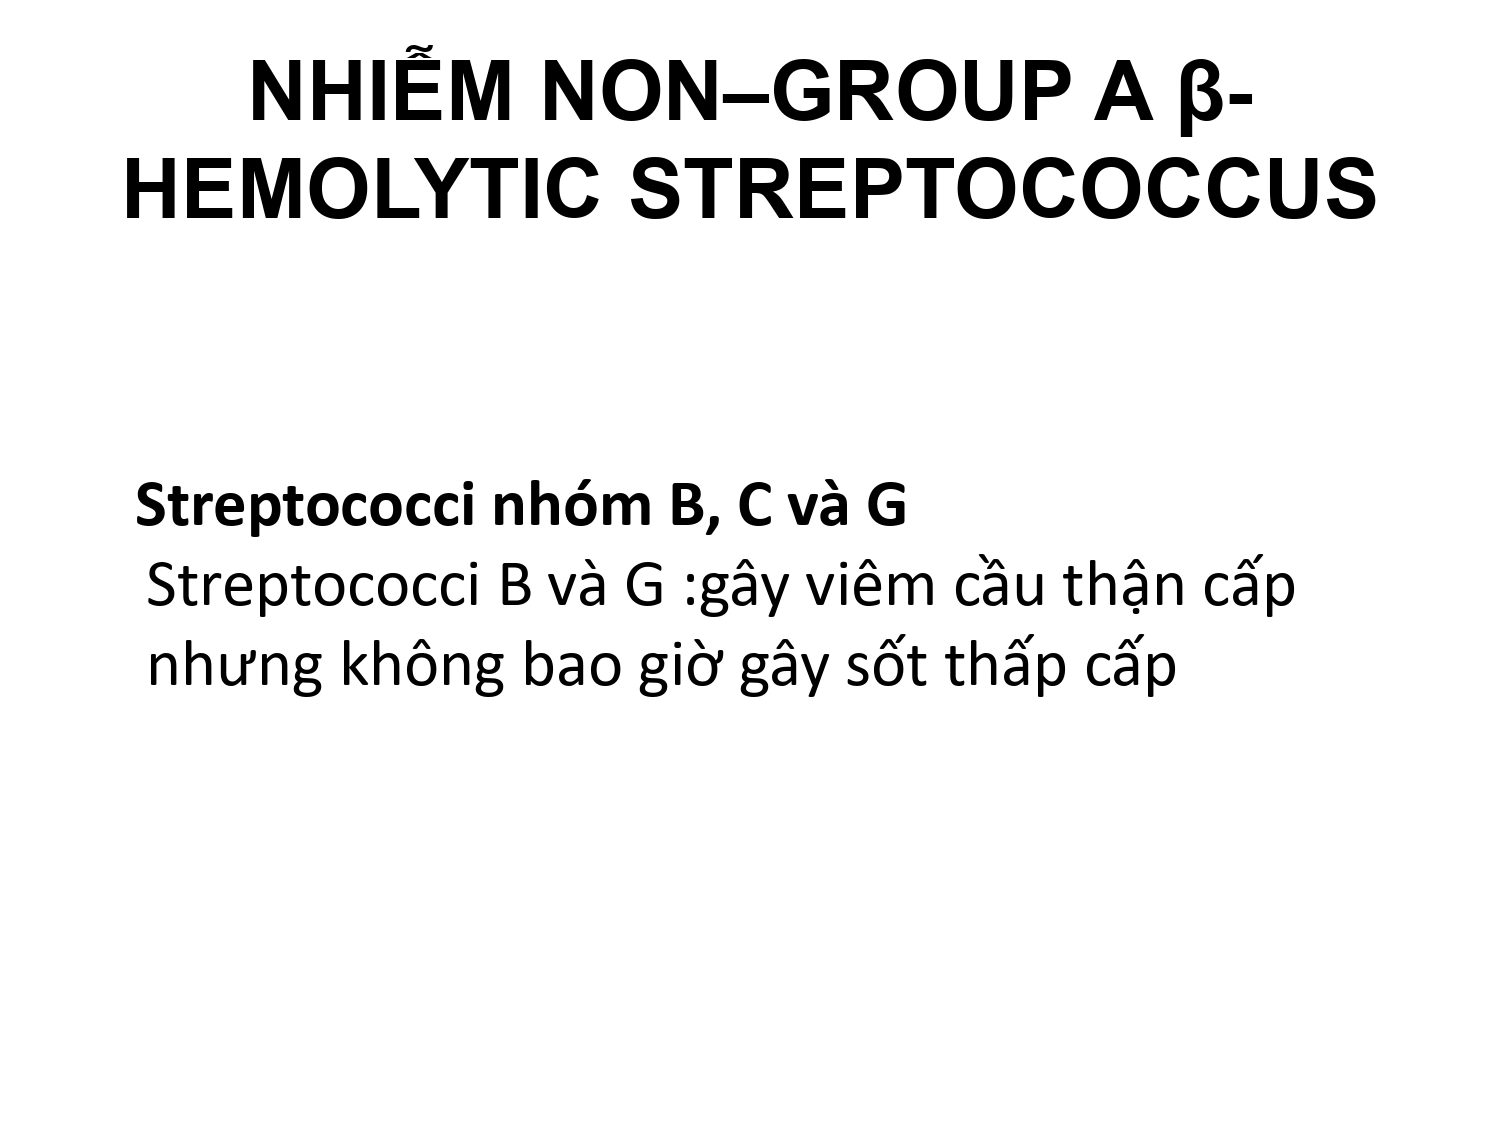 NHIỄM NON–GROUP A β-
HEMOLYTIC STREPTOCOCCUS
Streptococci nhóm B, C và G
Streptococci B và G :gây viêm cầu thận cấp
nhưng không bao giờ gây sốt thấp cấp